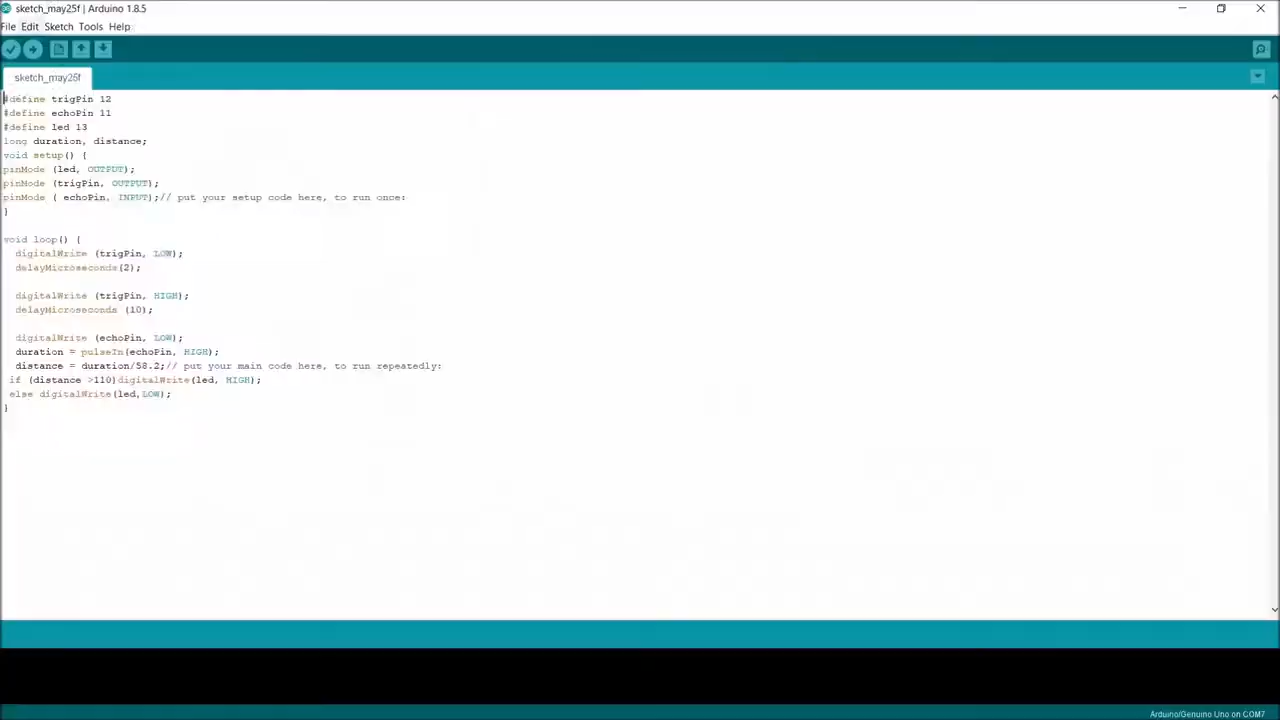 sketch_may25f | Arduino 1.8.5
File Edit Sketch Tools Help
sketch_may25f
#define trigPin 12
#define echoPin 11
#define led 13
long duration, distance;
void setup() {
pinMode (led, OUTPUT);
pinMode (trigPin, OUTPUT);
pinMode ( echoPin, INPUT);// put your setup code here, to run once:
}
void loop() {
digitalWrite (trigPin, LOW);
delayMicroseconds(2);
digitalWrite (trigPin, HIGH);
delayMicroseconds (10);
digitalWrite (echoPin, LOW);
duration = pulseIn(echoPin, HIGH);
distance = duration/58.2;// put your main code here, to run repeatedly:
if (distance >110)digitalWrite(led, HIGH);
else digitalWrite(led,LOW);
}
Arduino/Genuino Uno on COM7